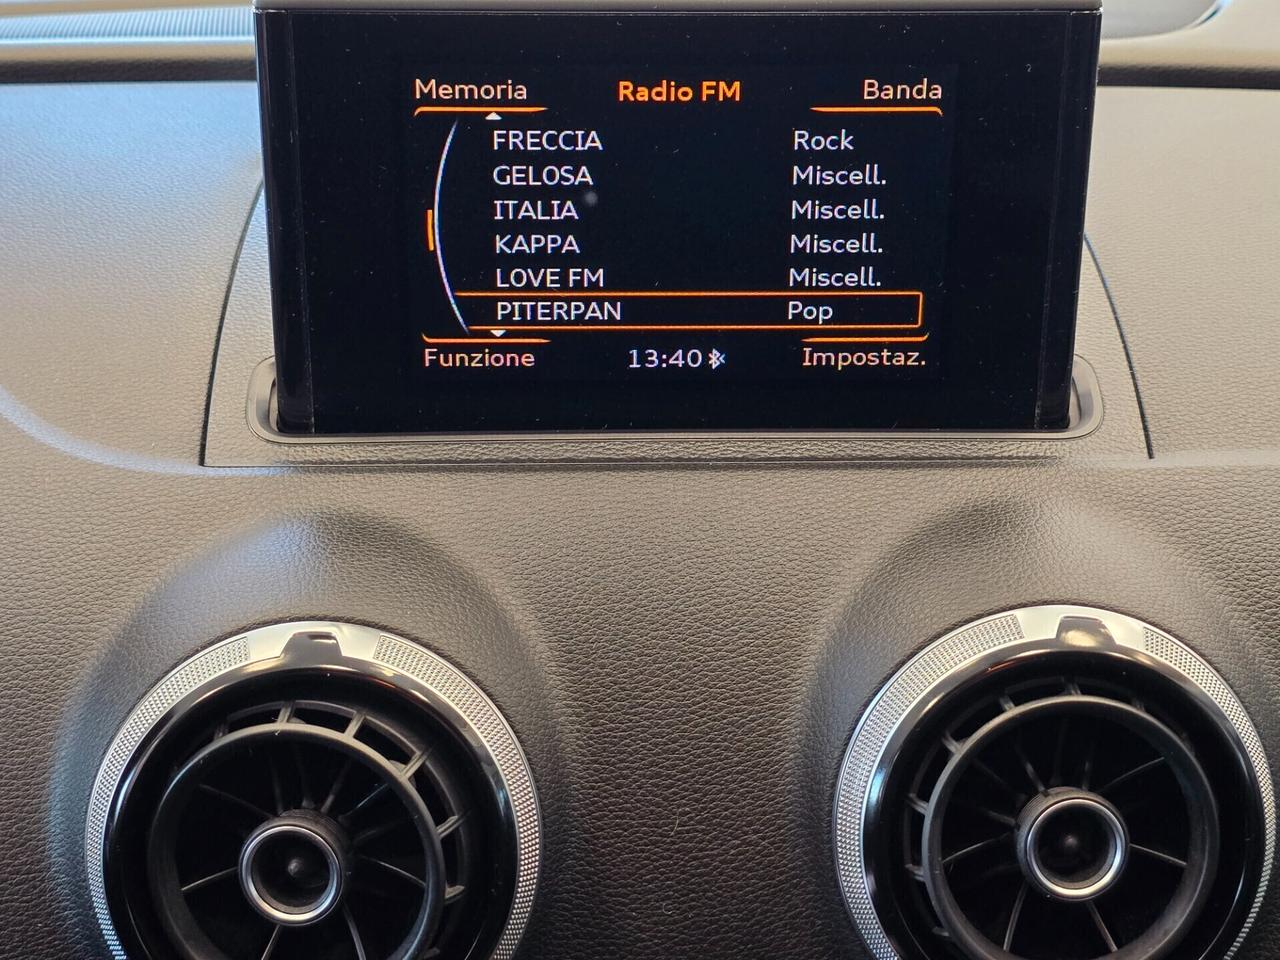 Memoria Radio FM Banda
FRECCIA Rock
GELOSA Miscell.
ITALIA Miscell.
KAPPA Miscell.
LOVE FM Miscell.
PITERPAN Pop
Funzione 13:40 Impostaz.